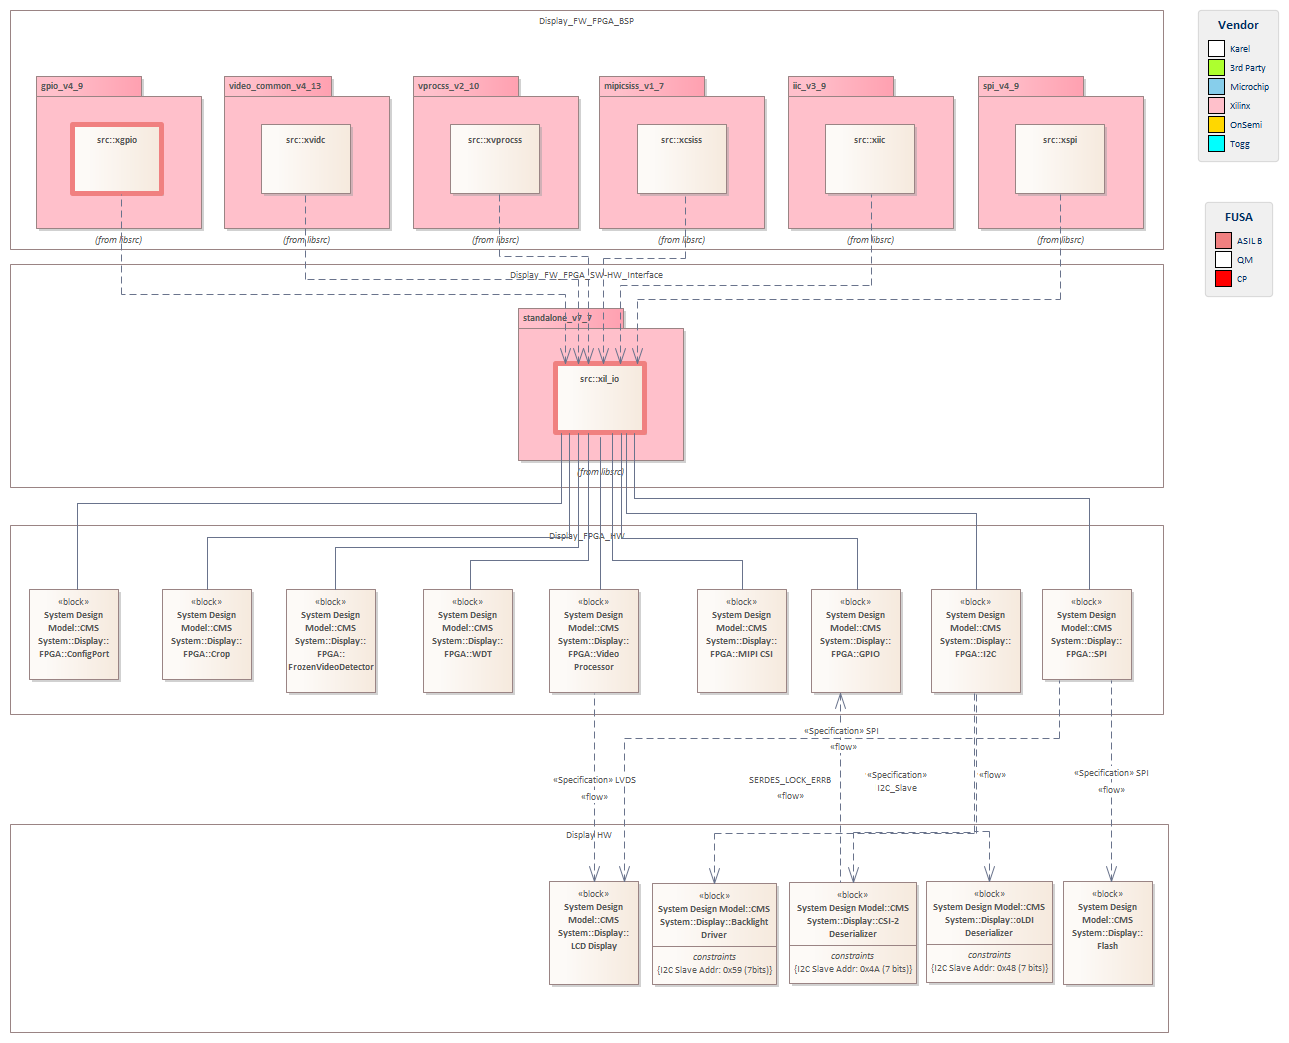 Display_FW_FPGA_BSP
gpio_v4_9
src::xgpio
(from libsrc)
video_common_v4_13
src::xvidc
(from libsrc)
vprocss_v2_10
src::xvprocss
(from libsrc)
mipicsiss_v1_7
src::xcsiss
(from libsrc)
iic_v3_9
src::xiic
(from libsrc)
spi_v4_9
src::xspi
(from libsrc)
Vendor
Karel
3rd Party
Microchip
Xilinx
OnSemi
Togg
FUSA
ASIL B
QM
CP
Display_FW_FPGA_SW-HW_Interface
standalone_v7_7
src::xil_io
(from libsrc)
Display_FPGA_HW
«block»
System Design
Model::CMS
System::Display::
FPGA::ConfigPort
«block»
System Design
Model::CMS
System::Display::
FPGA::Crop
«block»
System Design
Model::CMS
System::Display::
FPGA::
FrozenVideoDetector
«block»
System Design
Model::CMS
System::Display::
FPGA::WDT
«block»
System Design
Model::CMS
System::Display::
FPGA::Video
Processor
«block»
System Design
Model::CMS
System::Display::
FPGA::MIPI CSI
«block»
System Design
Model::CMS
System::Display::
FPGA::GPIO
«block»
System Design
Model::CMS
System::Display::
FPGA::I2C
«block»
System Design
Model::CMS
System::Display::
FPGA::SPI
«Specification» SPI
«flow»
«Specification» LVDS
«flow»
SERDES_LOCK_ERRB
«flow»
«Specification»
I2C_Slave
«flow»
«Specification» SPI
«flow»
Display HW
«block»
System Design
Model::CMS
System::Display::
LCD Display
«block»
System Design Model::CMS
System::Display::Backlight
Driver
constraints
{I2C Slave Addr: 0x59 (7bits)}
«block»
System Design Model::CMS
System::Display::CSI-2
Deserializer
constraints
{I2C Slave Addr: 0x4A (7 bits)}
«block»
System Design Model::CMS
System::Display::oLDI
Deserializer
constraints
{I2C Slave Addr: 0x48 (7 bits)}
«block»
System Design
Model::CMS
System::Display::
Flash